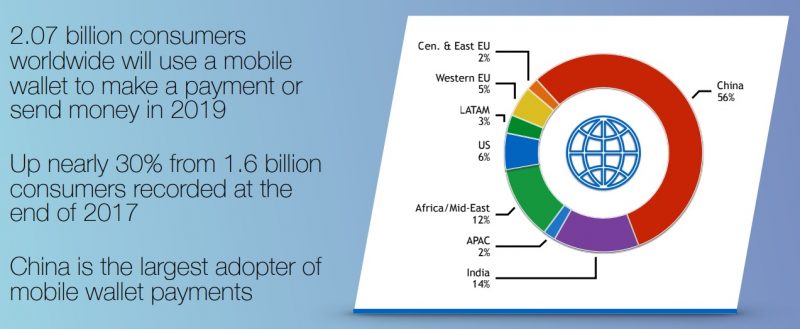 2.07 billion consumers
worldwide will use a mobile
wallet to make a payment or
send money in 2019
Up nearly 30% from 1.6 billion
consumers recorded at the
end of 2017
China is the largest adopter of
mobile wallet payments
Cen. & East EU
2%
Western EU
5%
LATAM
3%
US
6%
Africa/Mid-East
12%
APAC
2%
India
14%
China
56%